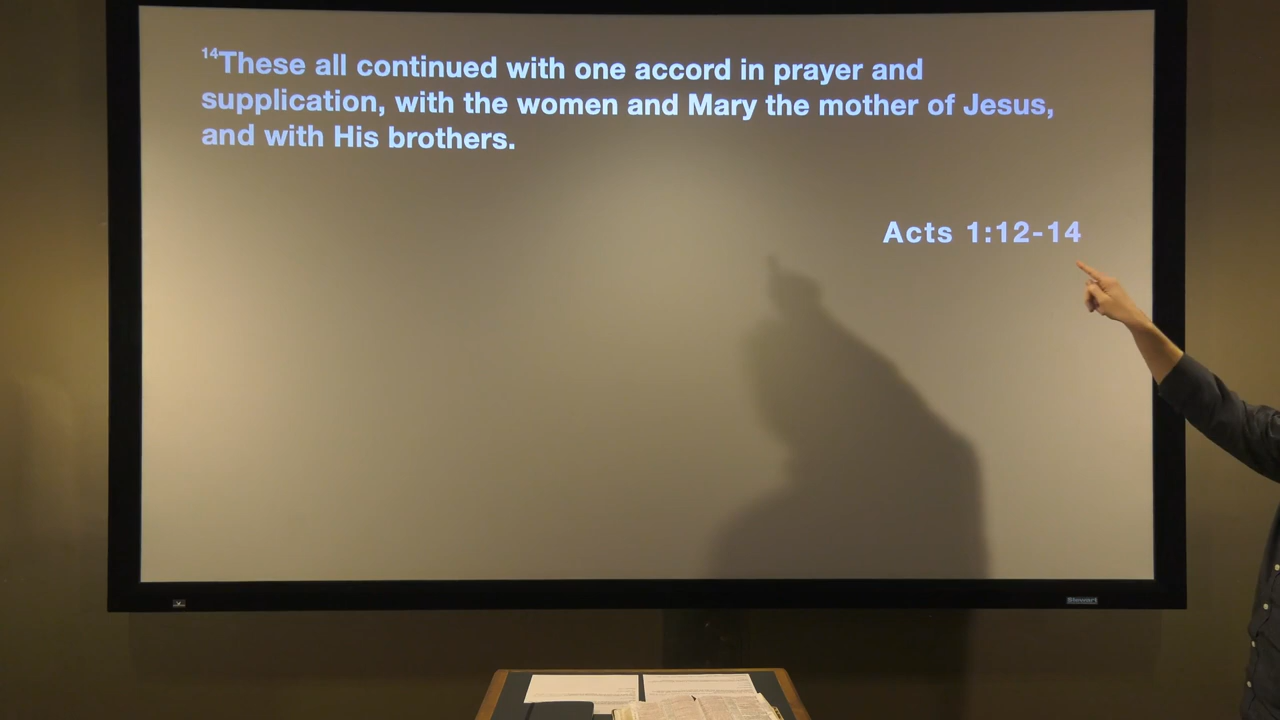 14These all continued with one accord in prayer and
supplication, with the women and Mary the mother of Jesus,
and with His brothers.
Acts 1:12-14
Stewart